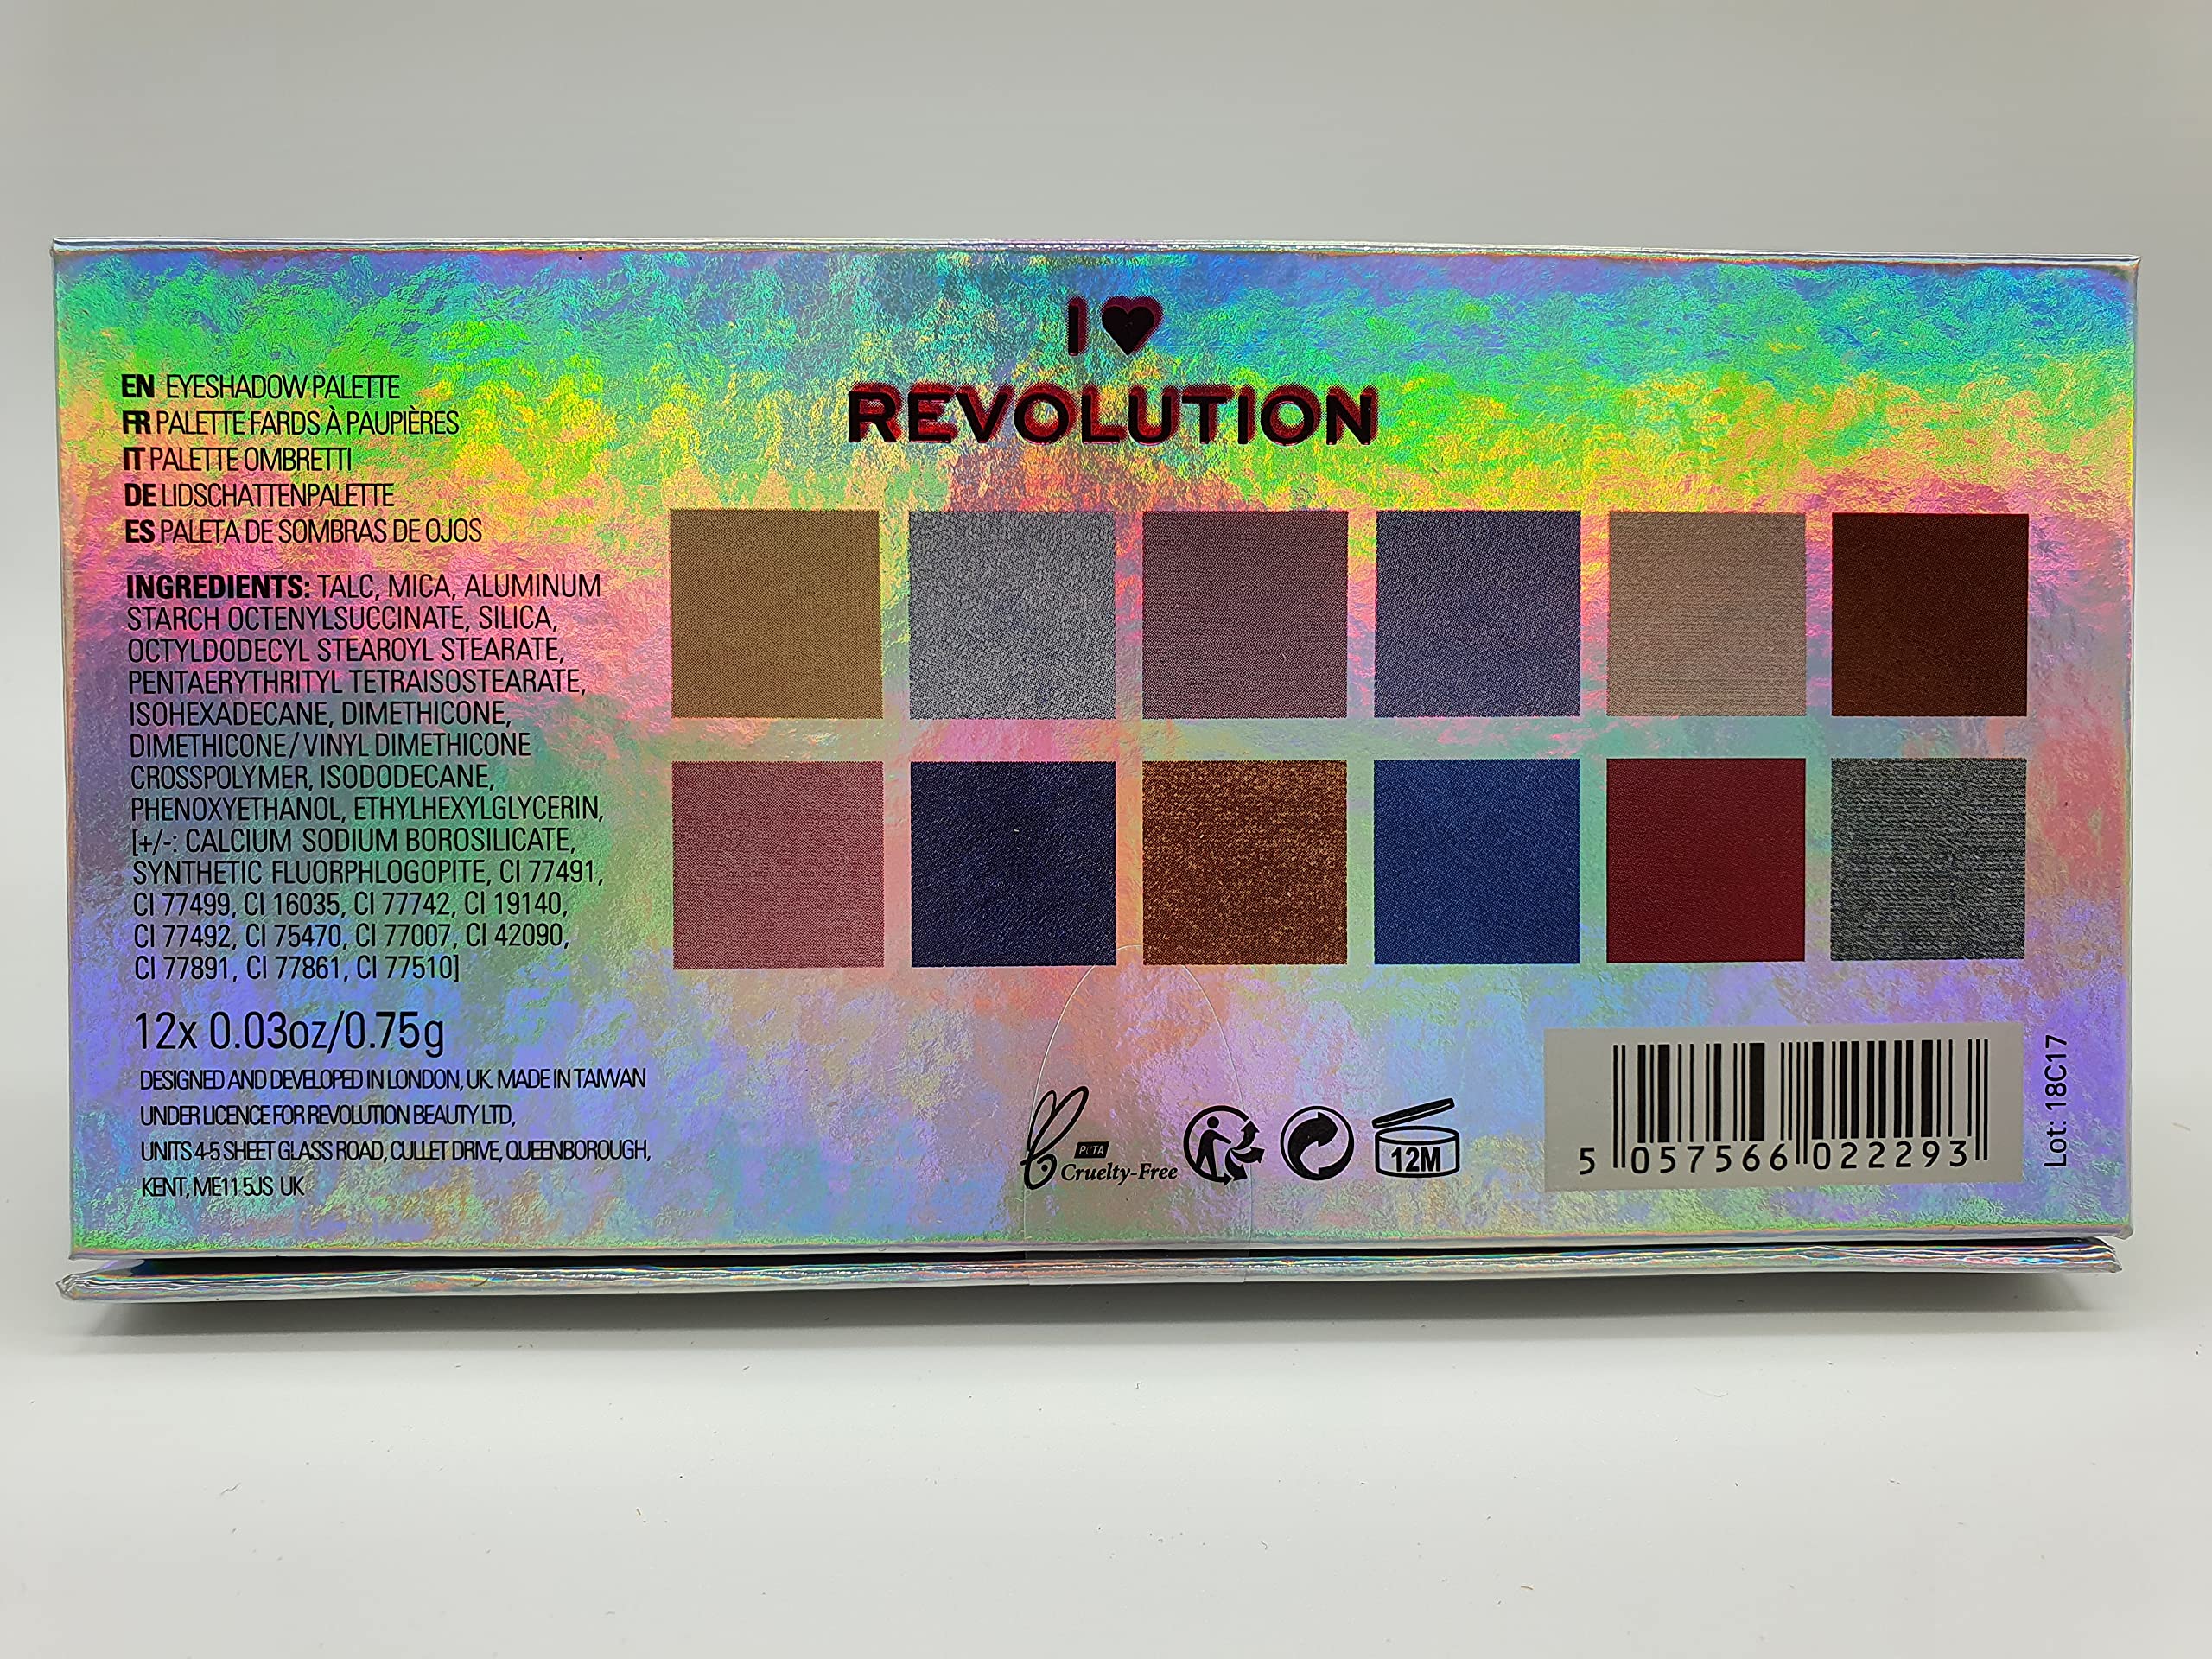 I ♥
REVOLUTION
EN EYESHADOW PALETTE
FR PALETTE FARDS À PAUPIÈRES
IT PALETTE OMBRETTI
DE LIDSCHATTENPALETTE
ES PALETA DE SOMBRAS DE OJOS
INGREDIENTS: TALC, MICA, ALUMINUM
STARCH OCTENYLSUCCINATE, SILICA,
OCTYLDODECYL STEAROYL STEARATE,
PENTAERYTHRITYL TETRAISOSTEARATE,
ISOHEXADECANE, DIMETHICONE,
DIMETHICONE/VINYL DIMETHICONE
CROSSPOLYMER, ISODODECANE,
PHENOXYETHANOL, ETHYLHEXYLGLYCERIN,
[+/-: CALCIUM SODIUM BOROSILICATE,
SYNTHETIC FLUORPHLOGOPITE, CI 77491,
CI 77499, CI 16035, CI 77742, CI 19140,
CI 77492, CI 75470, CI 77007, CI 42090,
CI 77891, CI 77861, CI 77510]
12x 0.03oz/0.75g
DESIGNED AND DEVELOPED IN LONDON, UK. MADE IN TAIWAN
UNDER LICENCE FOR REVOLUTION BEAUTY LTD,
UNITS 4-5 SHEET GLASS ROAD, CULLET DRIVE, QUEENBOROUGH,
KENT, ME11 5JS UK
PETA
Cruelty-Free
12M
5 057566 022293
Lot: 18C17